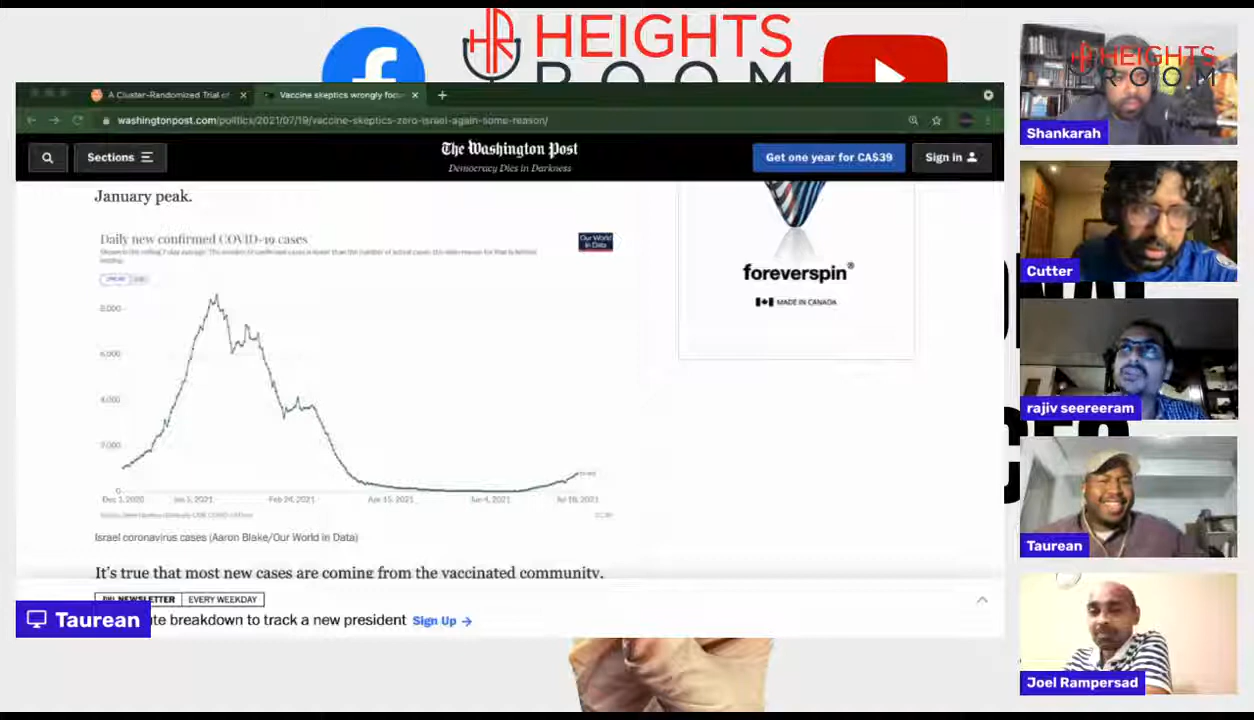 HEIGHTS
ROOM
f
A Cluster-Randomized Trial of
Vaccine skeptics wrongly focu
washingtonpost.com/politics/2021/07/19/vaccine-skeptics-zero-israel-again-some-reason/
Sections
The Washington Post
Democracy Dies in Darkness
Get one year for CA$39
Sign in
January peak.
Daily new confirmed COVID-19 cases
Our World
in Data
8,000
6,000
4,000
2,000
0
Dec 1, 2020
Jan 5, 2021
Feb 24, 2021
Apr 15, 2021
Jun 4, 2021
Jul 18, 2021
Israel coronavirus cases (Aaron Blake/Our World in Data)
It's true that most new cases are coming from the vaccinated community.
foreverspin®
MADE IN CANADA
NEWSLETTER
EVERY WEEKDAY
te breakdown to track a new president Sign Up →
Taurean
HEIGHTS
ROOM
Shankarah
Cutter
rajiv seereeram
Taurean
Joel Rampersad